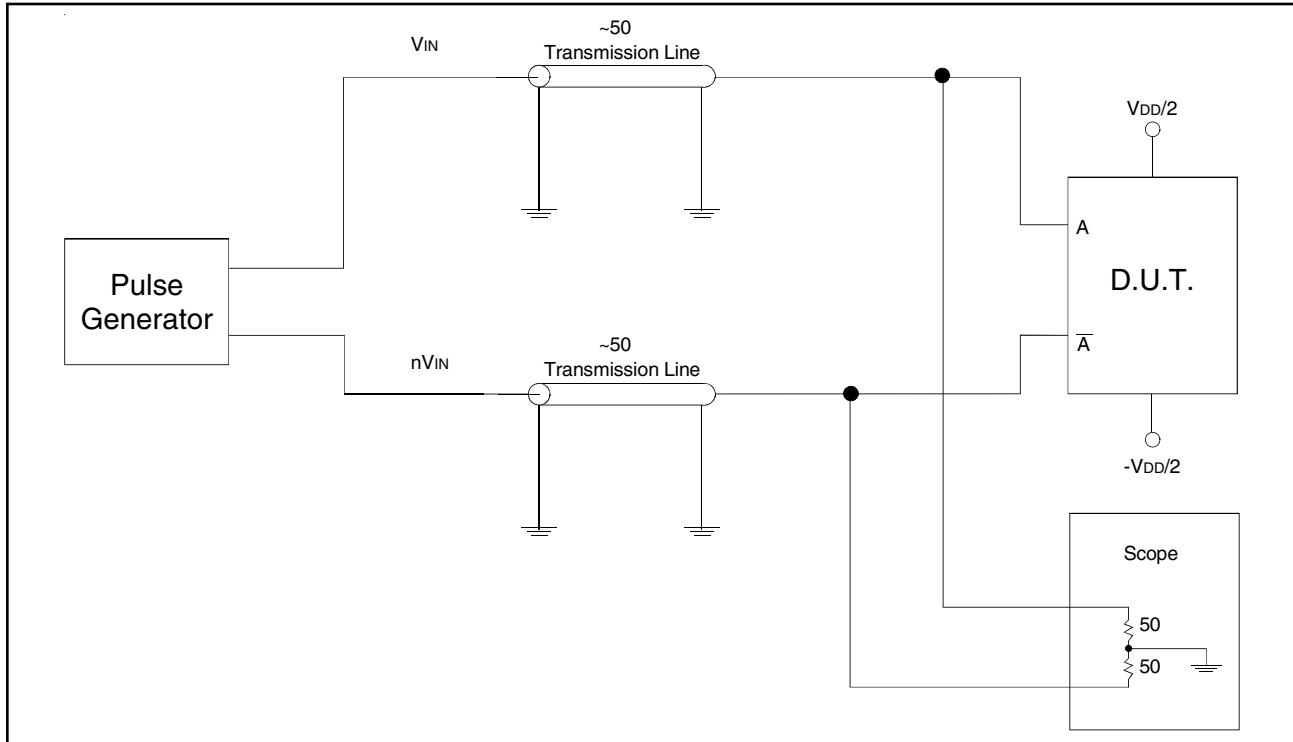 ~50
VIN
Transmission Line
VDD/2
A
D.U.T.
Pulse
Generator
A̅
~50
nVIN
Transmission Line
-VDD/2
Scope
50
50